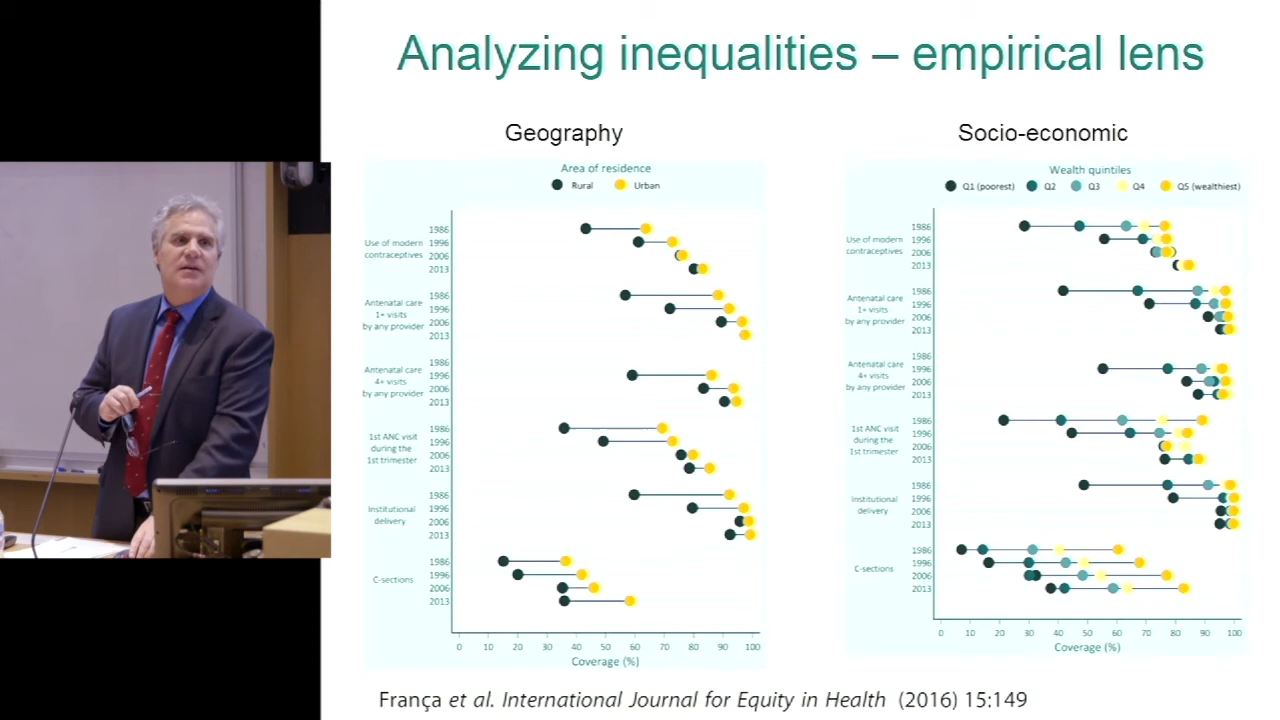 Analyzing inequalities – empirical lens
Geography
Area of residence
Rural Urban
Use of modern
contraceptives
1986
1996
2006
2013
Antenatal care
1+ visits
by any provider
1986
1996
2006
2013
Antenatal care
4+ visits
by any provider
1986
1996
2006
2013
1st ANC visit
during the
1st trimester
1986
1996
2006
2013
Institutional
delivery
1986
1996
2006
2013
C-sections
1986
1996
2006
2013
0 10 20 30 40 50 60 70 80 90 100
Coverage (%)
Socio-economic
Wealth quintiles
Q1 (poorest) Q2 Q3 Q4 Q5 (wealthiest)
Use of modern
contraceptives
1986
1996
2006
2013
Antenatal care
1+ visits
by any provider
1986
1996
2006
2013
Antenatal care
4+ visits
by any provider
1986
1996
2006
2013
1st ANC visit
during the
1st trimester
1986
1996
2006
2013
Institutional
delivery
1986
1996
2006
2013
C-sections
1986
1996
2006
2013
0 10 20 30 40 50 60 70 80 90 100
Coverage (%)
França et al. International Journal for Equity in Health (2016) 15:149